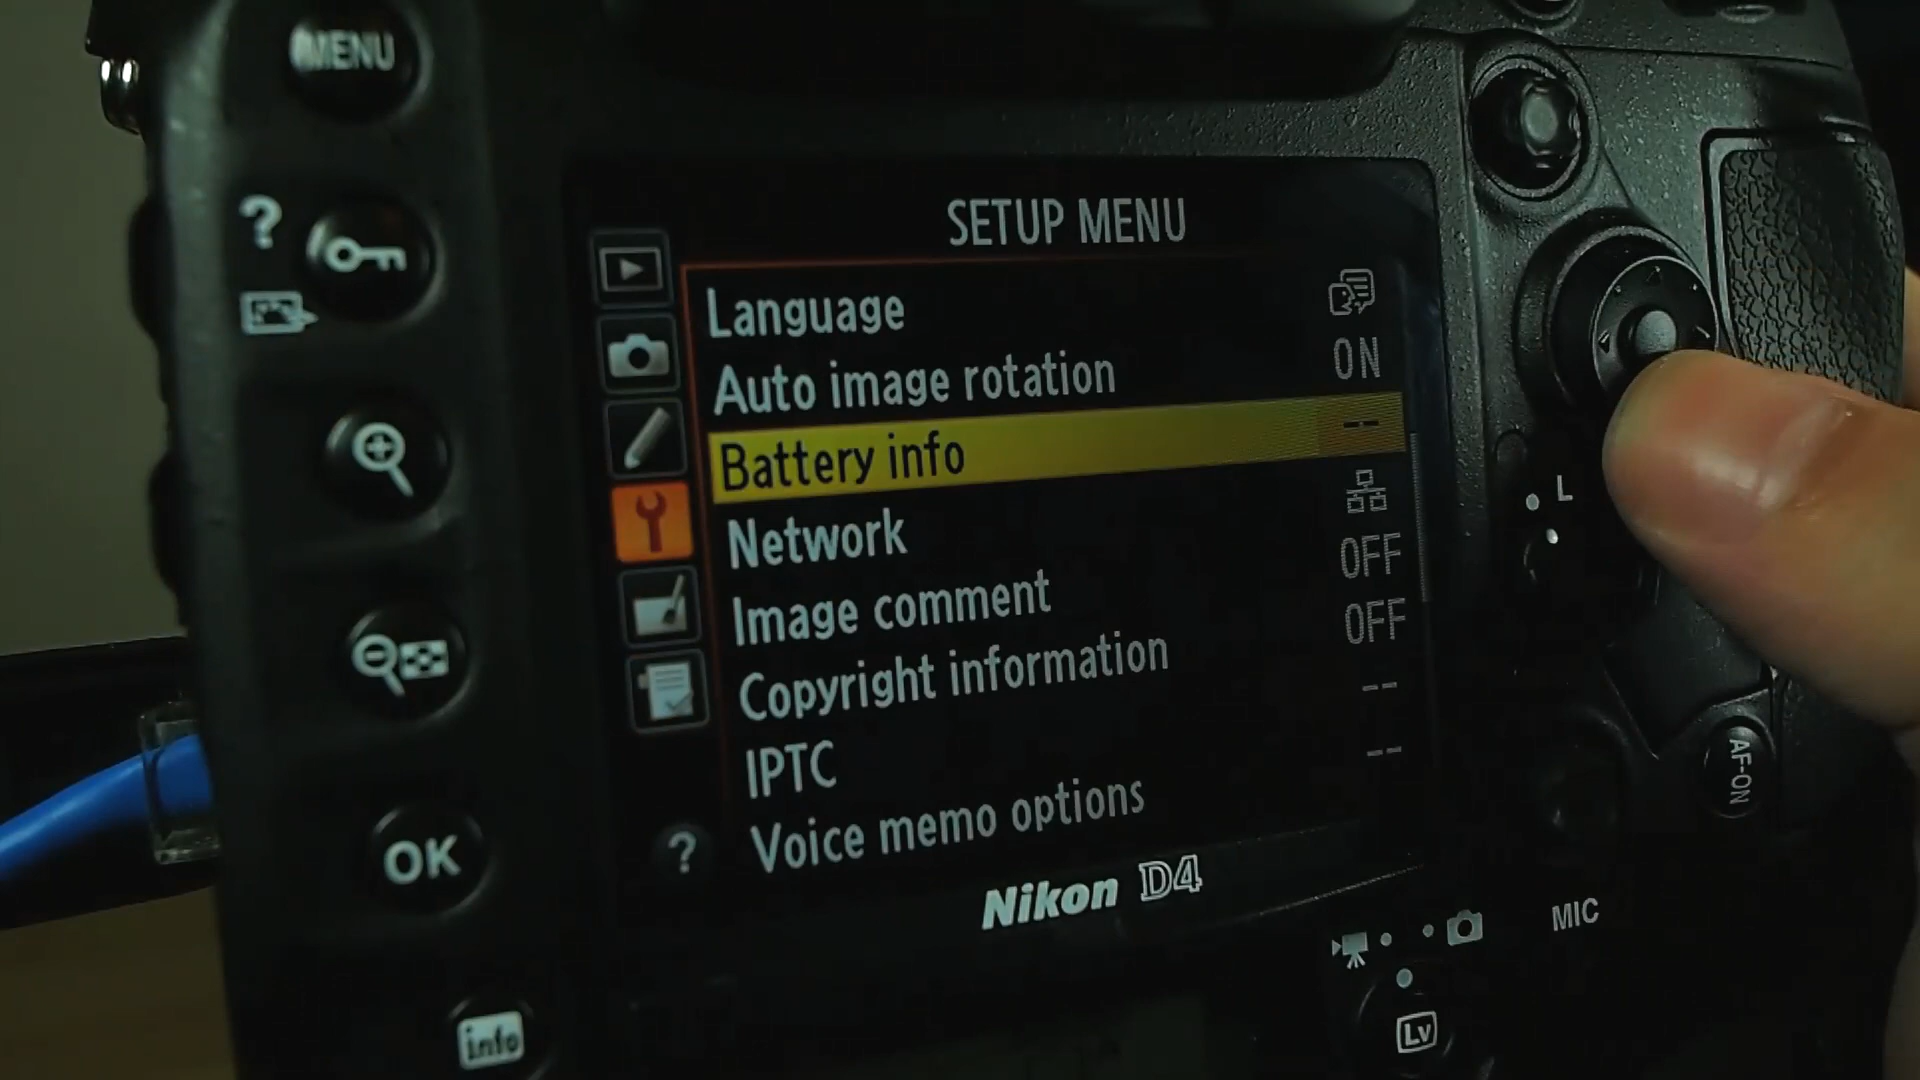 MENU
SETUP MENU
?
Language
Auto image rotation ON
Battery info --
Network
Image comment OFF
Copyright information OFF
IPTC --
Voice memo options --
?
Nikon D4
OK
info
L
AF-ON
MIC
Lv